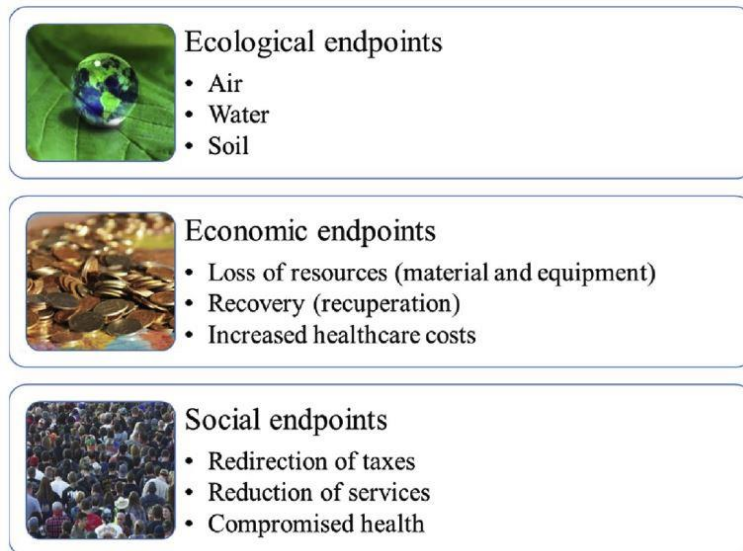 Ecological endpoints
• Air
• Water
• Soil
Economic endpoints
• Loss of resources (material and equipment)
• Recovery (recuperation)
• Increased healthcare costs
Social endpoints
• Redirection of taxes
• Reduction of services
• Compromised health